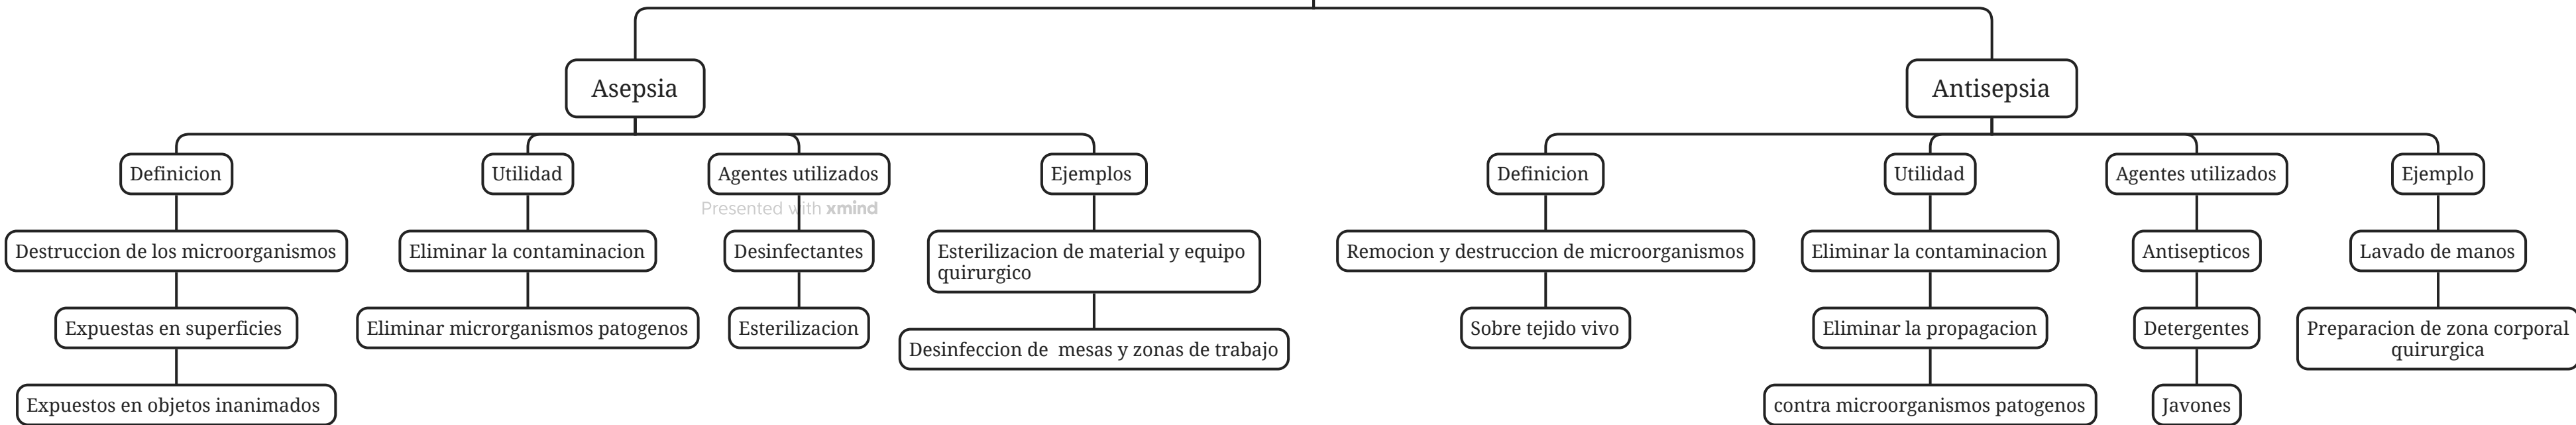 Asepsia
Antisepsia
Definicion
Utilidad
Agentes utilizados
Ejemplos
Definicion
Utilidad
Agentes utilizados
Ejemplo
Presented with xmind
Destruccion de los microorganismos
Eliminar la contaminacion
Desinfectantes
Esterilizacion de material y equipo
quirurgico
Remocion y destruccion de microorganismos
Eliminar la contaminacion
Antisepticos
Lavado de manos
Expuestas en superficies
Eliminar microrganismos patogenos
Esterilizacion
Desinfeccion de  mesas y zonas de trabajo
Sobre tejido vivo
Eliminar la propagacion
Detergentes
Preparacion de zona corporal
quirurgica
Expuestos en objetos inanimados
contra microorganismos patogenos
Javones